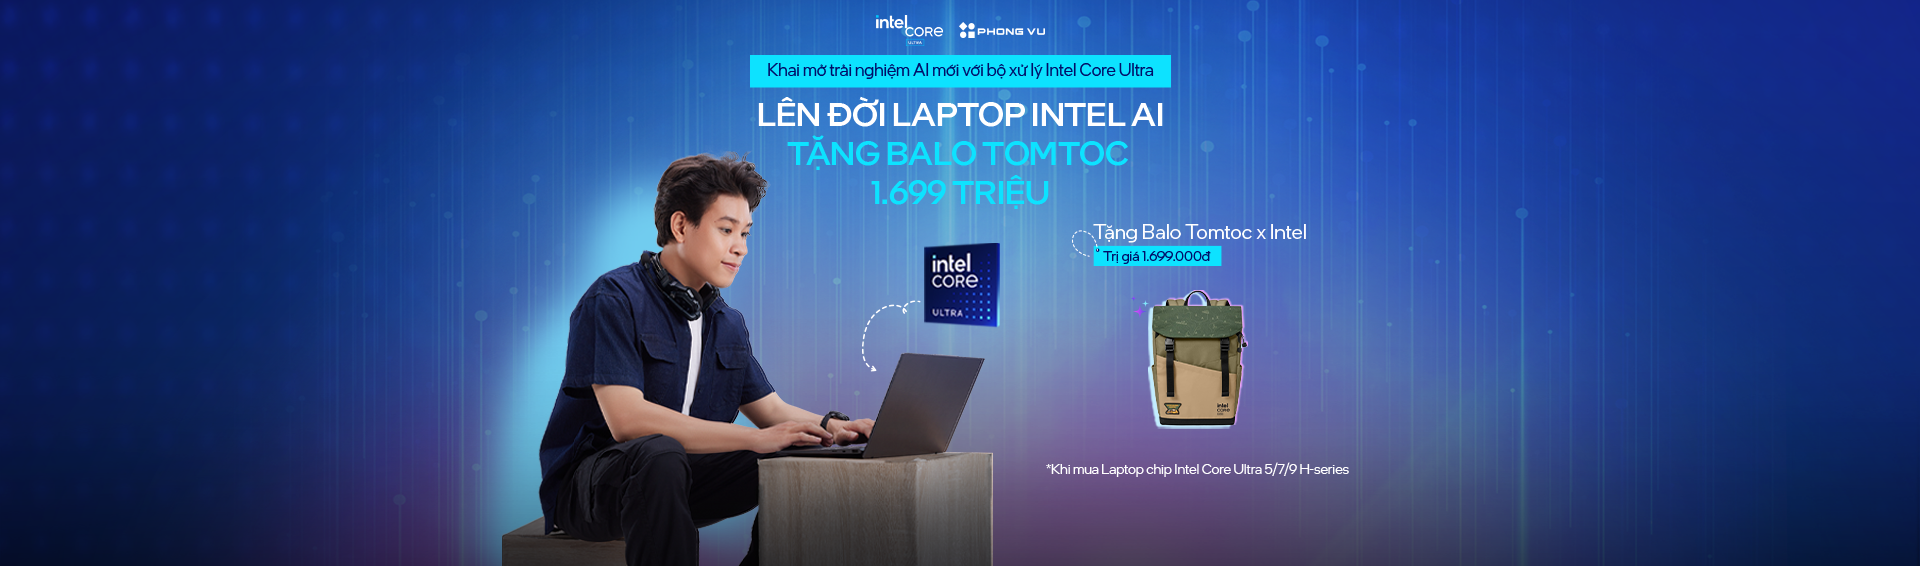 intel
CORE
ULTRA
PHONG VU
Khai mở trải nghiệm AI mới với bộ xử lý Intel Core Ultra
LÊN ĐỜI LAPTOP INTEL AI
TẶNG BALO TOMTOC
1.699 TRIỆU
Tặng Balo Tomtoc x Intel
Trị giá 1.699.000đ
intel
CORE
ULTRA
intel
CORE
*Khi mua Laptop chip Intel Core Ultra 5/7/9 H-series